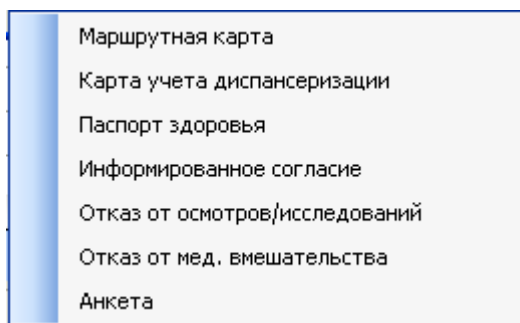 Маршрутная карта
Карта учета диспансеризации
Паспорт здоровья
Информированное согласие
Отказ от осмотров/исследований
Отказ от мед. вмешательства
Анкета